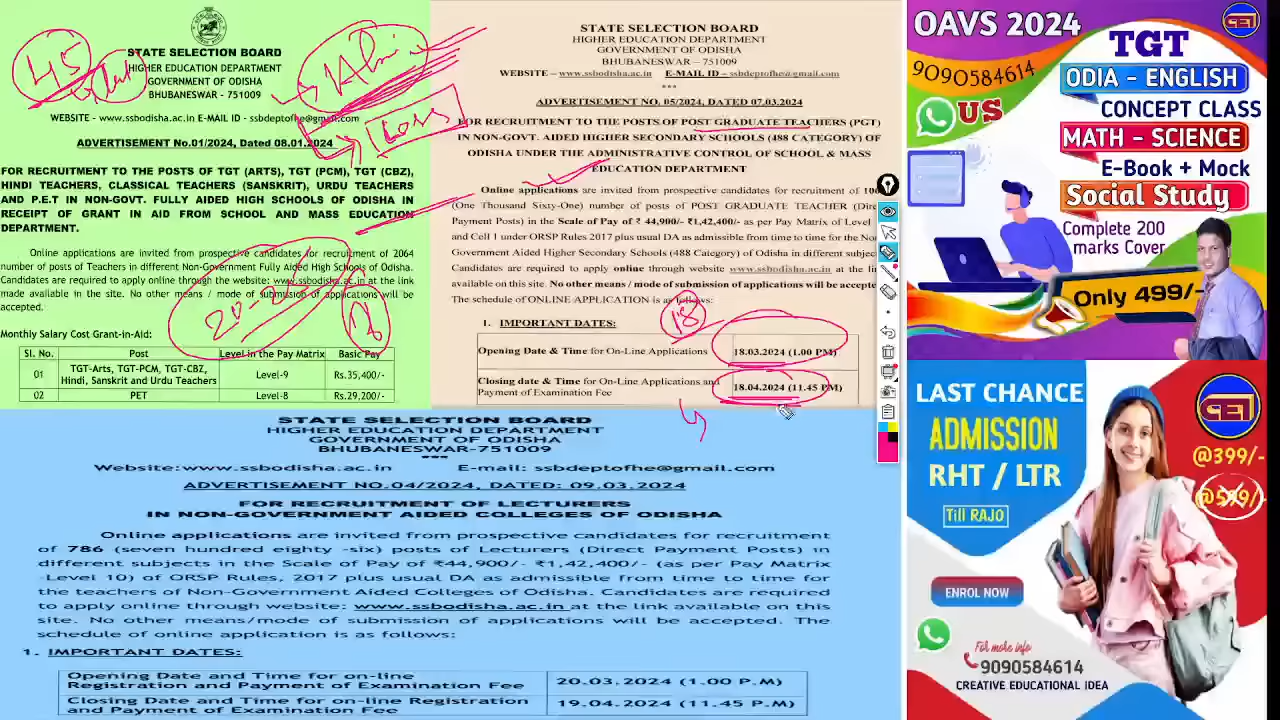 STATE SELECTION BOARD
HIGHER EDUCATION DEPARTMENT
GOVERNMENT OF ODISHA
BHUBANESWAR - 751009
WEBSITE - www.ssbodisha.ac.in E-MAIL ID - ssbdeptofhe@gmail.com
ADVERTISEMENT No.01/2024, Dated 08.01.2024
FOR RECRUITMENT TO THE POSTS OF TGT (ARTS), TGT (PCM), TGT (CBZ),
HINDI TEACHERS, CLASSICAL TEACHERS (SANSKRIT), URDU TEACHERS
AND P.E.T IN NON-GOVT. FULLY AIDED HIGH SCHOOLS OF ODISHA IN
RECEIPT OF GRANT IN AID FROM SCHOOL AND MASS EDUCATION
DEPARTMENT.
Online applications are invited from prospective candidates for recruitment of 2064
number of posts of Teachers in different Non-Government Fully Aided High Schools of Odisha.
Candidates are required to apply online through the website: www.ssbodisha.ac.in at the link
made available in the site. No other means / mode of submission of applications will be
accepted.
Monthly Salary Cost Grant-in-Aid:
Sl. No. Post Level in the Pay Matrix Basic Pay
01 TGT-Arts, TGT-PCM, TGT-CBZ, Level-9 Rs.35,400/-
Hindi, Sanskrit and Urdu Teachers
02 PET Level-8 Rs.29,200/-
45
Loss
18
STATE SELECTION BOARD
HIGHER EDUCATION DEPARTMENT
GOVERNMENT OF ODISHA
BHUBANESWAR – 751009
WEBSITE – www.ssbodisha.ac.in E-MAIL ID – ssbdeptofhe@gmail.com
***
ADVERTISEMENT NO. 05/2024, DATED 07.03.2024
FOR RECRUITMENT TO THE POSTS OF POST GRADUATE TEACHERS (PGT)
IN NON-GOVT. AIDED HIGHER SECONDARY SCHOOLS (488 CATEGORY) OF
ODISHA UNDER THE ADMINISTRATIVE CONTROL OF SCHOOL & MASS
EDUCATION DEPARTMENT
Online applications are invited from prospective candidates for recruitment of
(One Thousand Sixty-One) number of posts of POST GRADUATE TEACHER
Payment Posts) in the Scale of Pay of ₹ 44,900/- ₹1,42,400/- as per Pay Matrix of Level
and Cell 1 under ORSP Rules 2017 plus usual DA as admissible from time to time for the
Government Aided Higher Secondary Schools (488 Category) of Odisha in different subjects.
Candidates are required to apply online through website www.ssbodisha.ac.in at the
available on this site. No other means / mode of submission of applications will be
The schedule of ONLINE APPLICATION is as follows:
1. IMPORTANT DATES:
Opening Date & Time for On-Line Applications 18.03.2024 (1.00 PM)
Closing date & Time for On-Line Applications and 18.04.2024 (11.45 PM)
Payment of Examination Fee
STATE SELECTION BOARD
HIGHER EDUCATION DEPARTMENT
GOVERNMENT OF ODISHA
BHUBANESWAR-751009
***
Website:www.ssbodisha.ac.in E-mail: ssbdeptofhe@gmail.com
ADVERTISEMENT NO.04/2024, DATED: 09.03.2024
FOR RECRUITMENT OF LECTURERS
IN NON-GOVERNMENT AIDED COLLEGES OF ODISHA
Online applications are invited from prospective candidates for recruitment
of 786 (seven hundred eighty -six) posts of Lecturers (Direct Payment Posts) in
different subjects in the Scale of Pay of ₹44,900/- ₹1,42,400/- (as per Pay Matrix
-Level 10) of ORSP Rules, 2017 plus usual DA as admissible from time to time for
the teachers of Non-Government Aided Colleges of Odisha. Candidates are required
to apply online through website: www.ssbodisha.ac.in at the link available on this
site. No other means/mode of submission of applications will be accepted. The
schedule of online application is as follows:
1. IMPORTANT DATES:
Opening Date and Time for on-line 20.03.2024 (1.00 P.M)
Registration and Payment of Examination Fee
Closing Date and Time for on-line Registration 19.04.2024 (11.45 P.M)
and Payment of Examination Fee
OAVS 2024
CET
TGT
9090584614
US
ODIA - ENGLISH
CONCEPT CLASS
MATH - SCIENCE
E-Book + Mock
Social Study
Complete 200
marks Cover
Only 499/-
LAST CHANCE
ADMISSION
RHT / LTR
Till RAJO
CET
@399/-
@599/-
ENROL NOW
For more info
9090584614
CREATIVE EDUCATIONAL IDEA